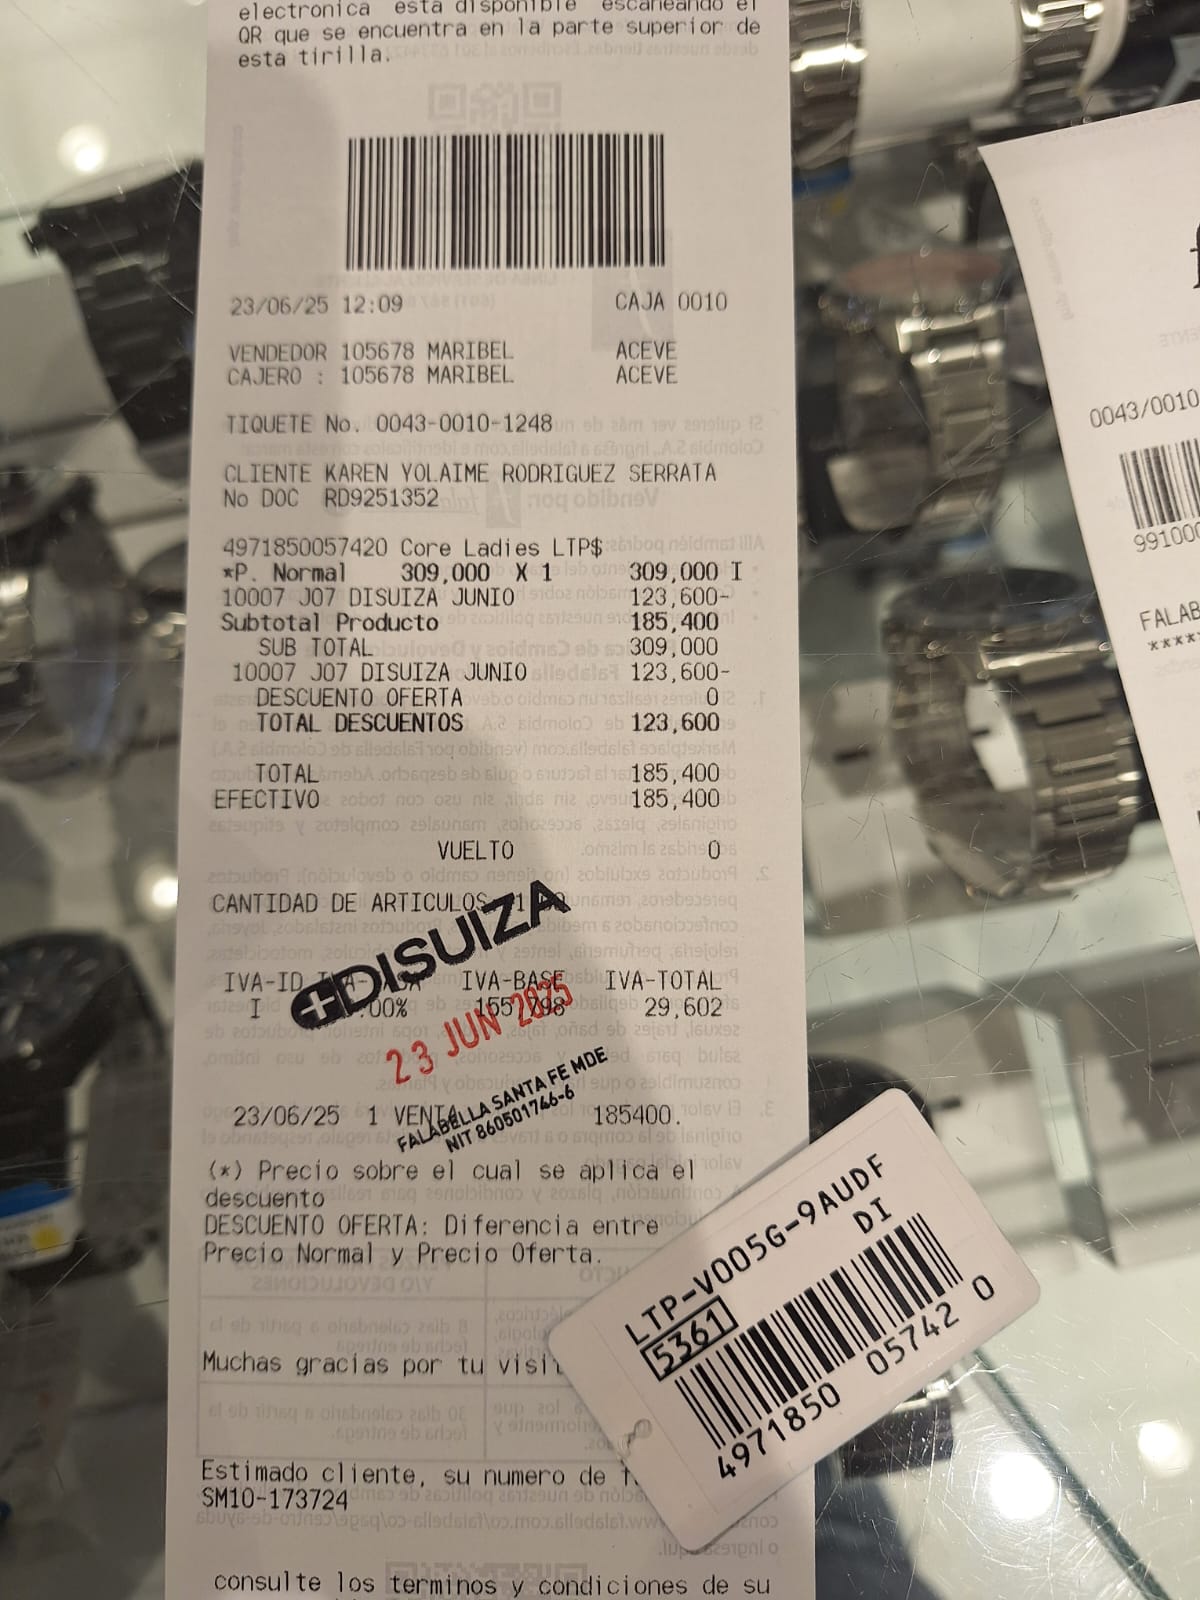 electronica esta disponible escaneando el
QR que se encuentra en la parte superior de
esta tirilla.
23/06/25 12:09 CAJA 0010
VENDEDOR 105678 MARIBEL ACEVE
CAJERO : 105678 MARIBEL ACEVE
TIQUETE No. 0043-0010-1248
CLIENTE KAREN YOLAIME RODRIGUEZ SERRATA
No DOC RD9251352
4971850057420 Core Ladies LTP$
*P. Normal 309,000 X 1 309,000 I
10007 J07 DISUIZA JUNIO 123,600-
Subtotal Producto 185,400
SUB TOTAL 309,000
10007 J07 DISUIZA JUNIO 123,600-
DESCUENTO OFERTA 0
TOTAL DESCUENTOS 123,600
TOTAL 185,400
EFECTIVO 185,400
VUELTO 0
CANTIDAD DE ARTICULOS
DISUIZA
IVA-ID IVA-BASE IVA-TOTAL
I 00% 155,798 29,602
23 JUN 2025
FALABELLA SANTA FE MDE
NIT 860501746-6
23/06/25 1 VENTA 185400.
(*) Precio sobre el cual se aplica el
descuento
DESCUENTO OFERTA: Diferencia entre
Precio Normal y Precio Oferta.
Muchas gracias por tu visit
Estimado cliente, su numero de
SM10-173724
consulte los terminos y condiciones de su
LTP-V005G-9AUDF
DI
5361
4971850 05742 0
0043/0010
99100
FALAB
****